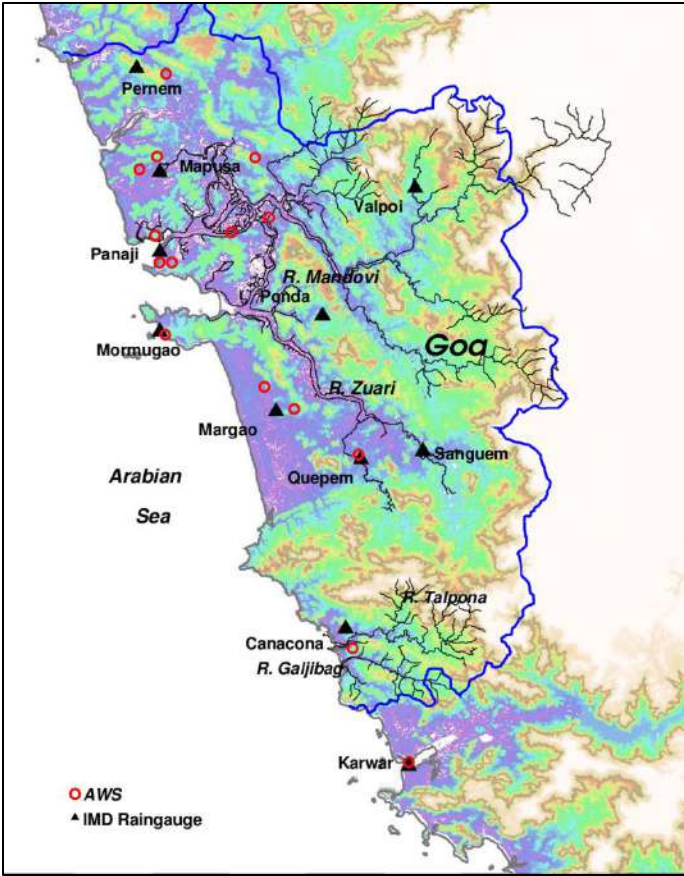 Pernem
Mapusa
Valpoi
Panaji
R. Mandovi
Ponda
Mormugao
Goa
R. Zuari
Margao
Sanguem
Arabian
Sea
Quepem
R. Talpona
Canacona
R. Galjibag
Karwar
AWS
IMD Raingauge